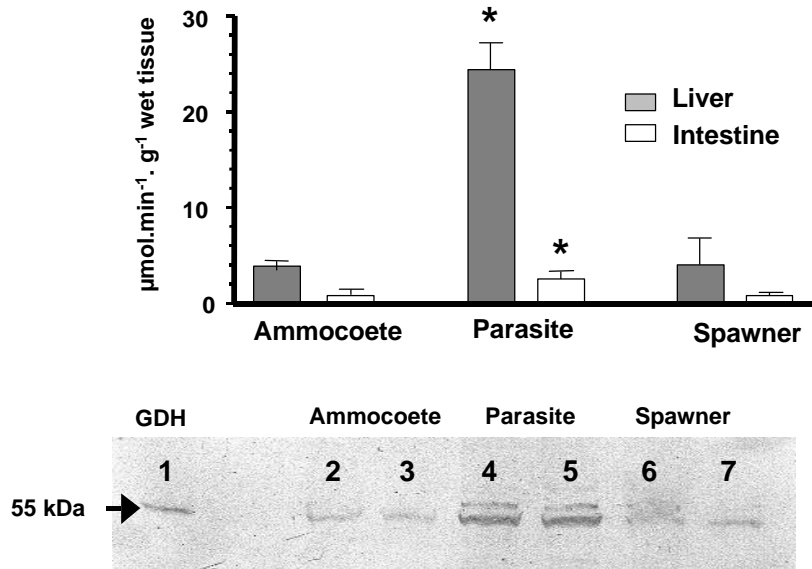 30
20
10
0
µmol.min⁻¹. g⁻¹ wet tissue
*
*
Liver
Intestine
Ammocoete Parasite Spawner
GDH Ammocoete Parasite Spawner
1 2 3 4 5 6 7
55 kDa